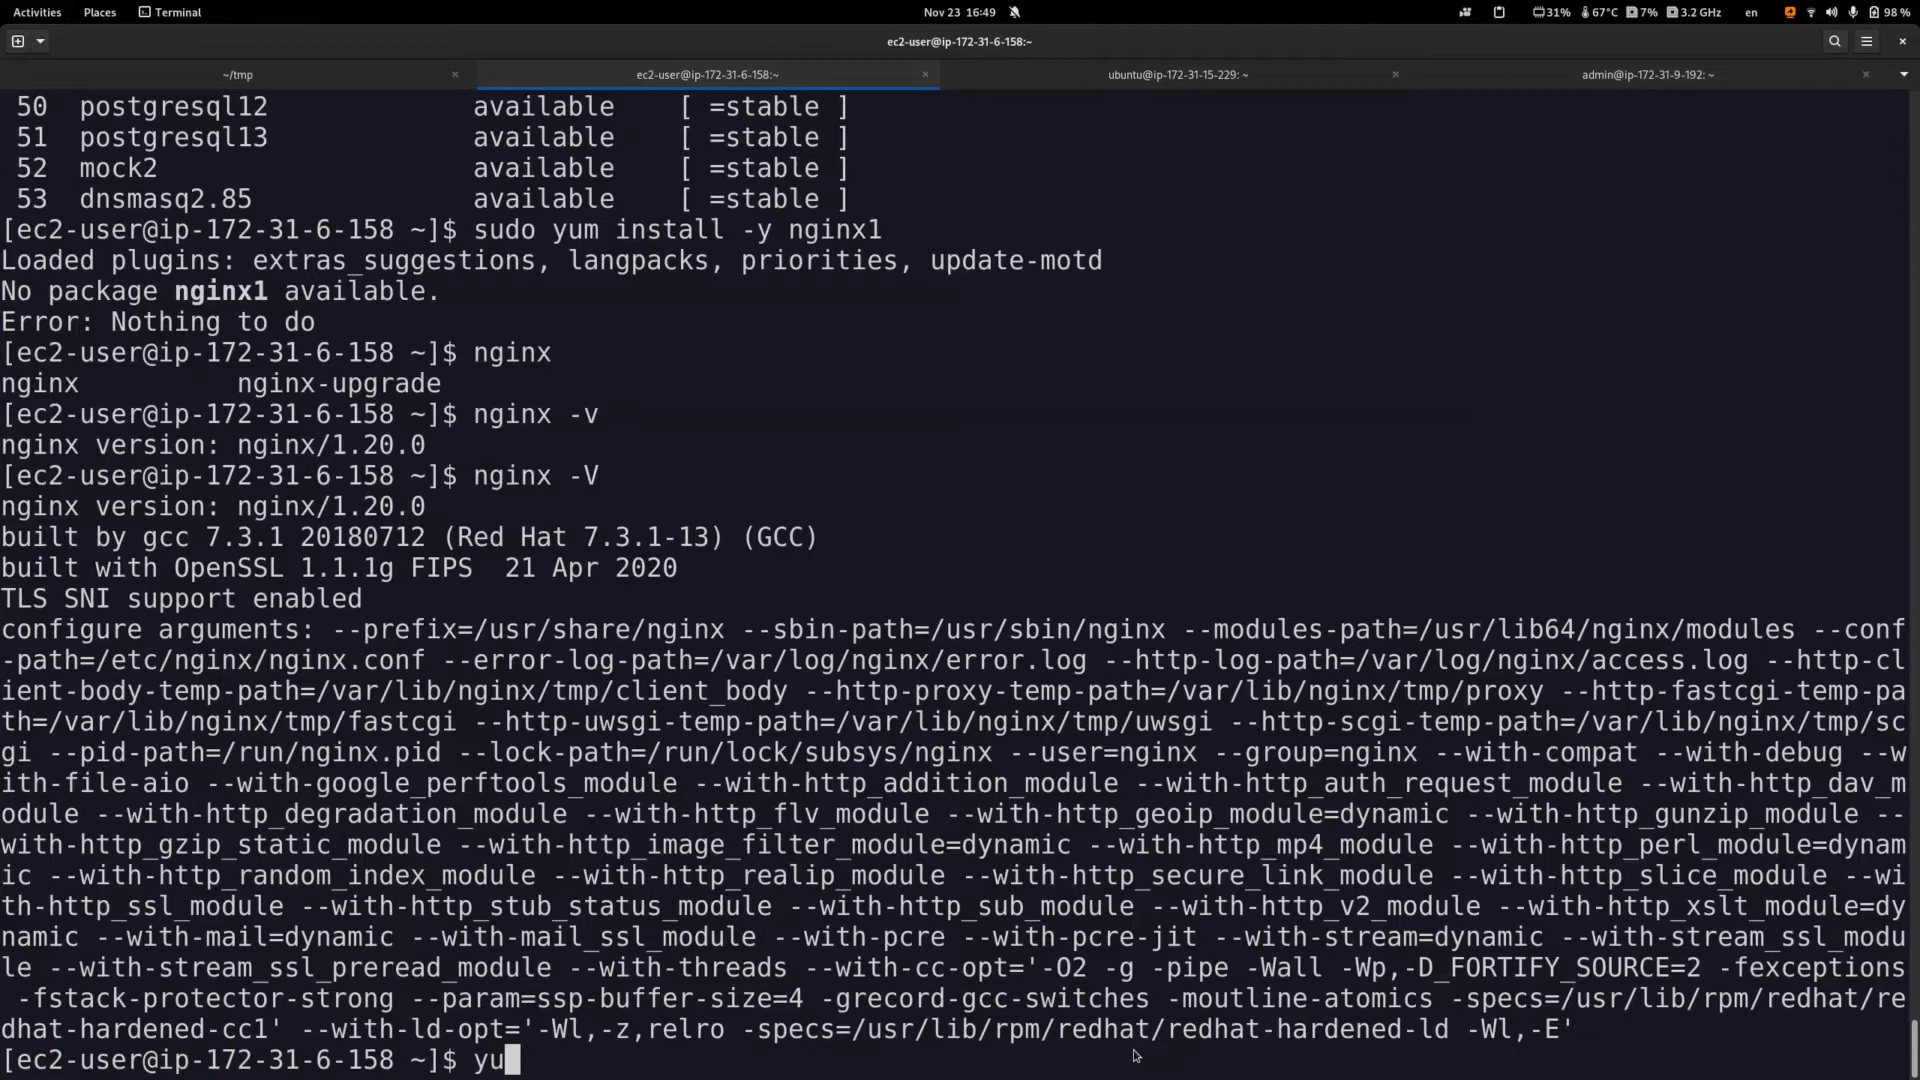 Activities Places Terminal Nov 23 16:49 31% 67°C 7% 3.2 GHz en 98 %
ec2-user@ip-172-31-6-158:~
~/tmp ec2-user@ip-172-31-6-158:~ ubuntu@ip-172-31-15-229: ~ admin@ip-172-31-9-192: ~
50 postgresql12 available [ =stable ]
51 postgresql13 available [ =stable ]
52 mock2 available [ =stable ]
53 dnsmasq2.85 available [ =stable ]
[ec2-user@ip-172-31-6-158 ~]$ sudo yum install -y nginx1
Loaded plugins: extras_suggestions, langpacks, priorities, update-motd
No package nginx1 available.
Error: Nothing to do
[ec2-user@ip-172-31-6-158 ~]$ nginx
nginx nginx-upgrade
[ec2-user@ip-172-31-6-158 ~]$ nginx -v
nginx version: nginx/1.20.0
[ec2-user@ip-172-31-6-158 ~]$ nginx -V
nginx version: nginx/1.20.0
built by gcc 7.3.1 20180712 (Red Hat 7.3.1-13) (GCC)
built with OpenSSL 1.1.1g FIPS  21 Apr 2020
TLS SNI support enabled
configure arguments: --prefix=/usr/share/nginx --sbin-path=/usr/sbin/nginx --modules-path=/usr/lib64/nginx/modules --conf
-path=/etc/nginx/nginx.conf --error-log-path=/var/log/nginx/error.log --http-log-path=/var/log/nginx/access.log --http-cl
ient-body-temp-path=/var/lib/nginx/tmp/client_body --http-proxy-temp-path=/var/lib/nginx/tmp/proxy --http-fastcgi-temp-pa
th=/var/lib/nginx/tmp/fastcgi --http-uwsgi-temp-path=/var/lib/nginx/tmp/uwsgi --http-scgi-temp-path=/var/lib/nginx/tmp/sc
gi --pid-path=/run/nginx.pid --lock-path=/run/lock/subsys/nginx --user=nginx --group=nginx --with-compat --with-debug --w
ith-file-aio --with-google_perftools_module --with-http_addition_module --with-http_auth_request_module --with-http_dav_m
odule --with-http_degradation_module --with-http_flv_module --with-http_geoip_module=dynamic --with-http_gunzip_module --
with-http_gzip_static_module --with-http_image_filter_module=dynamic --with-http_mp4_module --with-http_perl_module=dynam
ic --with-http_random_index_module --with-http_realip_module --with-http_secure_link_module --with-http_slice_module --wi
th-http_ssl_module --with-http_stub_status_module --with-http_sub_module --with-http_v2_module --with-http_xslt_module=dy
namic --with-mail=dynamic --with-mail_ssl_module --with-pcre --with-pcre-jit --with-stream=dynamic --with-stream_ssl_modu
le --with-stream_ssl_preread_module --with-threads --with-cc-opt='-O2 -g -pipe -Wall -Wp,-D_FORTIFY_SOURCE=2 -fexceptions
-fstack-protector-strong --param=ssp-buffer-size=4 -grecord-gcc-switches -moutline-atomics -specs=/usr/lib/rpm/redhat/re
dhat-hardened-cc1' --with-ld-opt='-Wl,-z,relro -specs=/usr/lib/rpm/redhat/redhat-hardened-ld -Wl,-E'
[ec2-user@ip-172-31-6-158 ~]$ yu